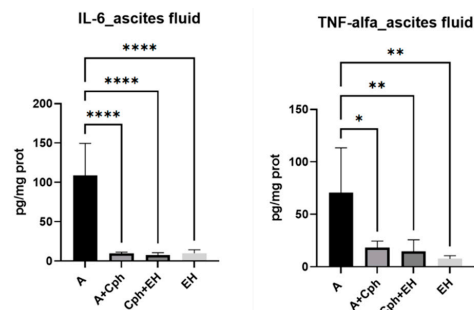 IL-6_ascites fluid
****
****
****
200
150
100
50
0
pg/mg prot
A
A+Cph
Cph+EH
EH
TNF-alfa_ascites fluid
**
**
*
150
100
50
0
pg/mg prot
A
A+Cph
Cph+EH
EH